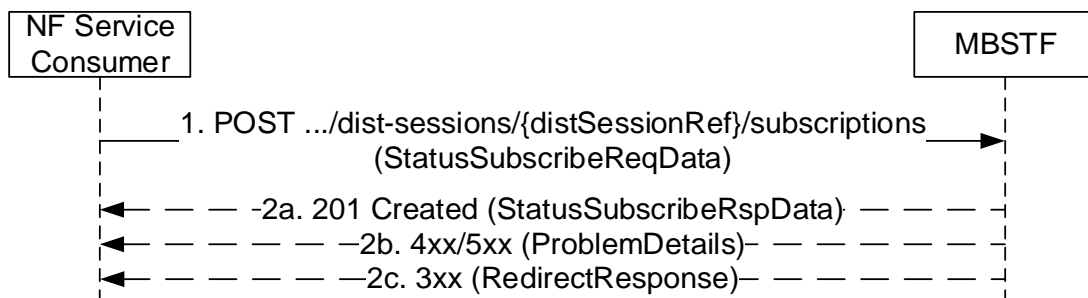 NF Service
Consumer
MBSTF
1. POST .../dist-sessions/{distSessionRef}/subscriptions
(StatusSubscribeReqData)
2a. 201 Created (StatusSubscribeRspData)
2b. 4xx/5xx (ProblemDetails)
2c. 3xx (RedirectResponse)